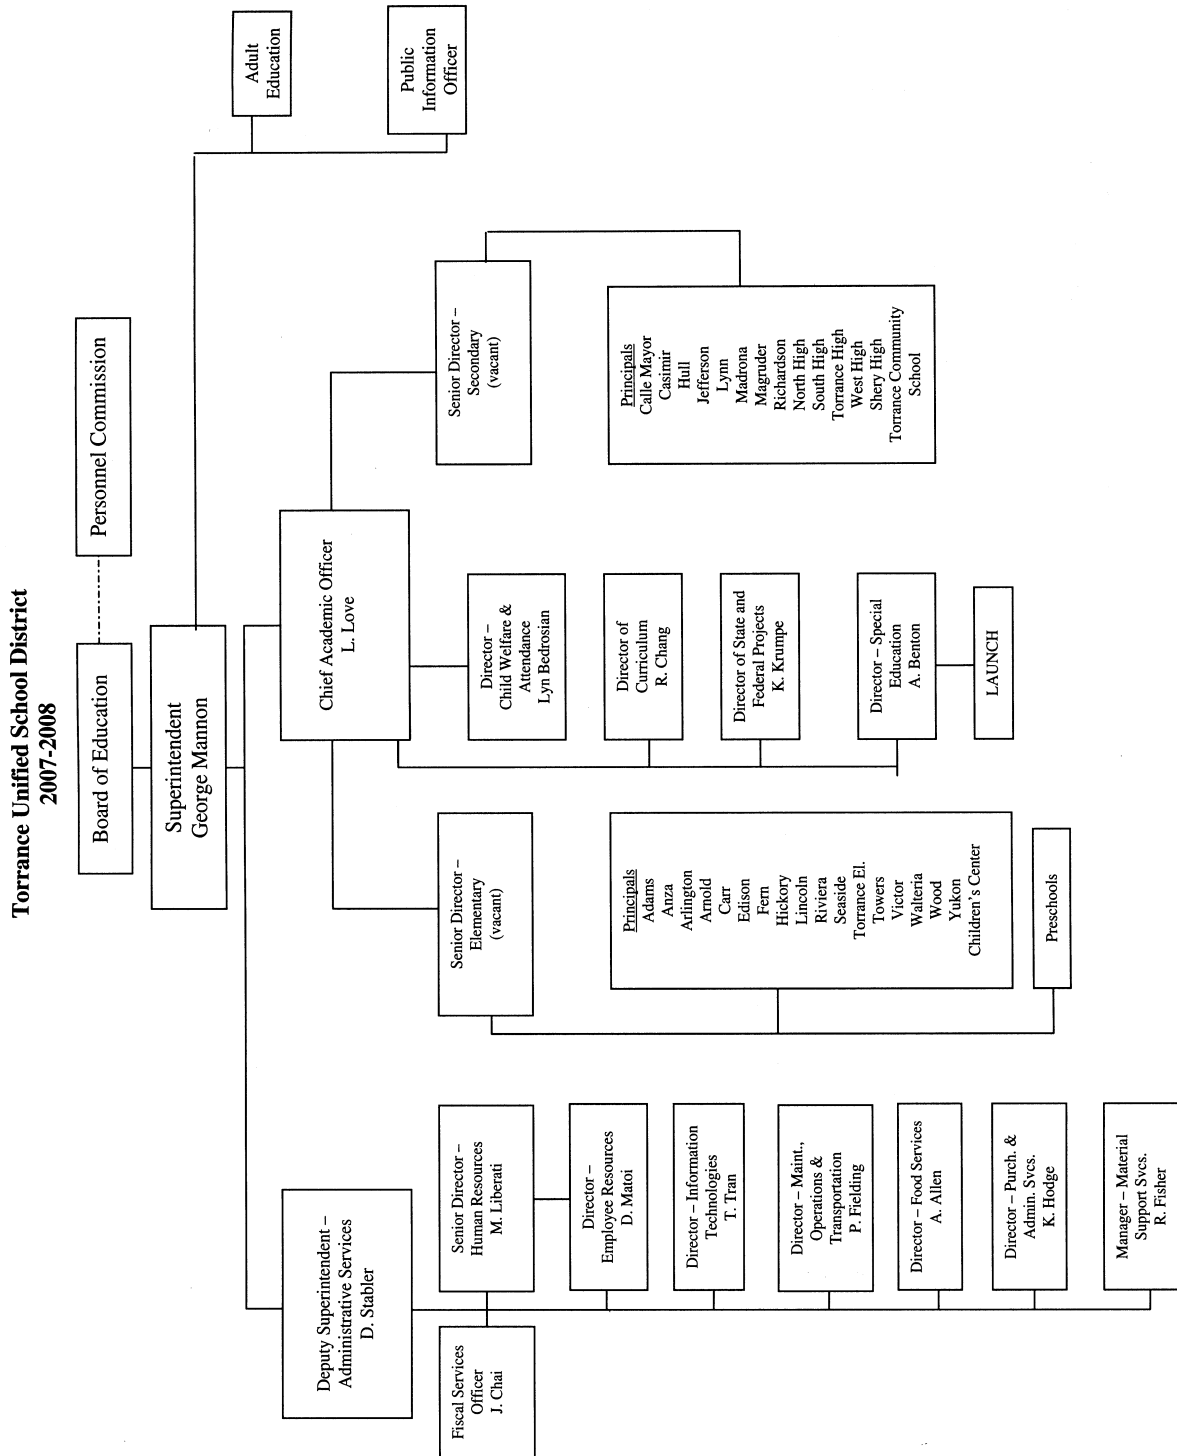 Torrance Unified School District
2007-2008
Board of Education
Personnel Commission
Superintendent
George Mannon
Adult
Education
Public
Information
Officer
Deputy Superintendent –
Administrative Services
D. Stabler
Chief Academic Officer
L. Love
Fiscal Services
Officer
J. Chai
Senior Director –
Human Resources
M. Liberati
Director –
Employee Resources
D. Matoi
Director – Information
Technologies
T. Tran
Director – Maint.,
Operations &
Transportation
P. Fielding
Director – Food Services
A. Allen
Director – Purch. &
Admin. Svcs.
K. Hodge
Manager – Material
Support Svcs.
R. Fisher
Senior Director –
Elementary
(vacant)
Principals
Adams
Anza
Arlington
Arnold
Carr
Edison
Fern
Hickory
Lincoln
Riviera
Seaside
Torrance El.
Towers
Victor
Walteria
Wood
Yukon
Children's Center
Preschools
Director –
Child Welfare &
Attendance
Lyn Bedrosian
Director of
Curriculum
R. Chang
Director of State and
Federal Projects
K. Krumpe
Director – Special
Education
A. Benton
LAUNCH
Senior Director –
Secondary
(vacant)
Principals
Calle Mayor
Casimir
Hull
Jefferson
Lynn
Madrona
Magruder
Richardson
North High
South High
Torrance High
West High
Shery High
Torrance Community
School